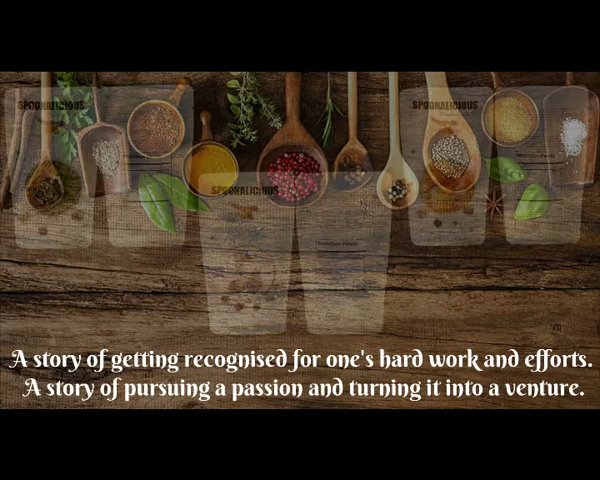 SPOONALICIOUS
SPOONALICIOUS
SPOONALICIOUS
A story of getting recognised for one's hard work and efforts.
A story of pursuing a passion and turning it into a venture.